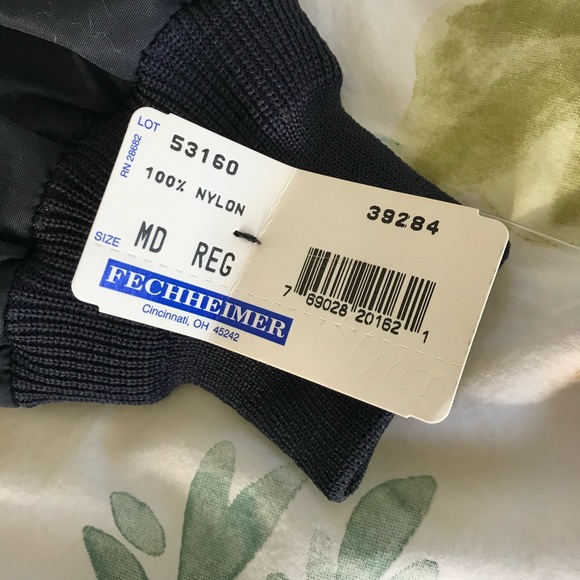 LOT 53160
RN 28682
100% NYLON
SIZE MD REG
FECHHEIMER
Cincinnati, OH 45242
39284
7 69028 20162 1